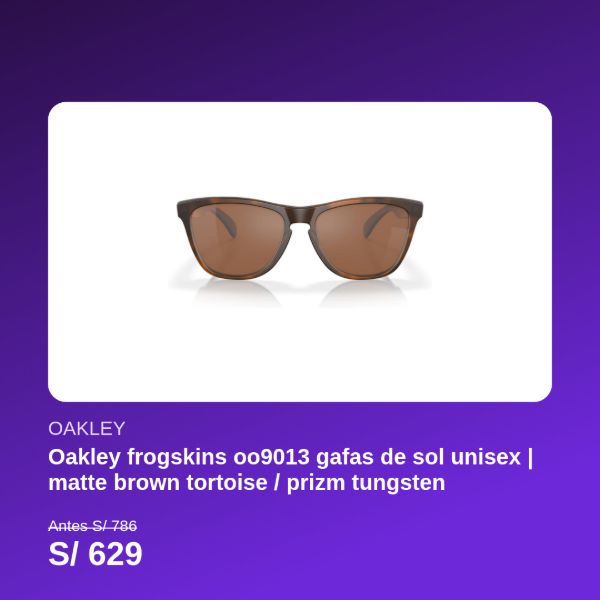 OAKLEY
Oakley frogskins oo9013 gafas de sol unisex |
matte brown tortoise / prizm tungsten
Antes S/ 786
S/ 629